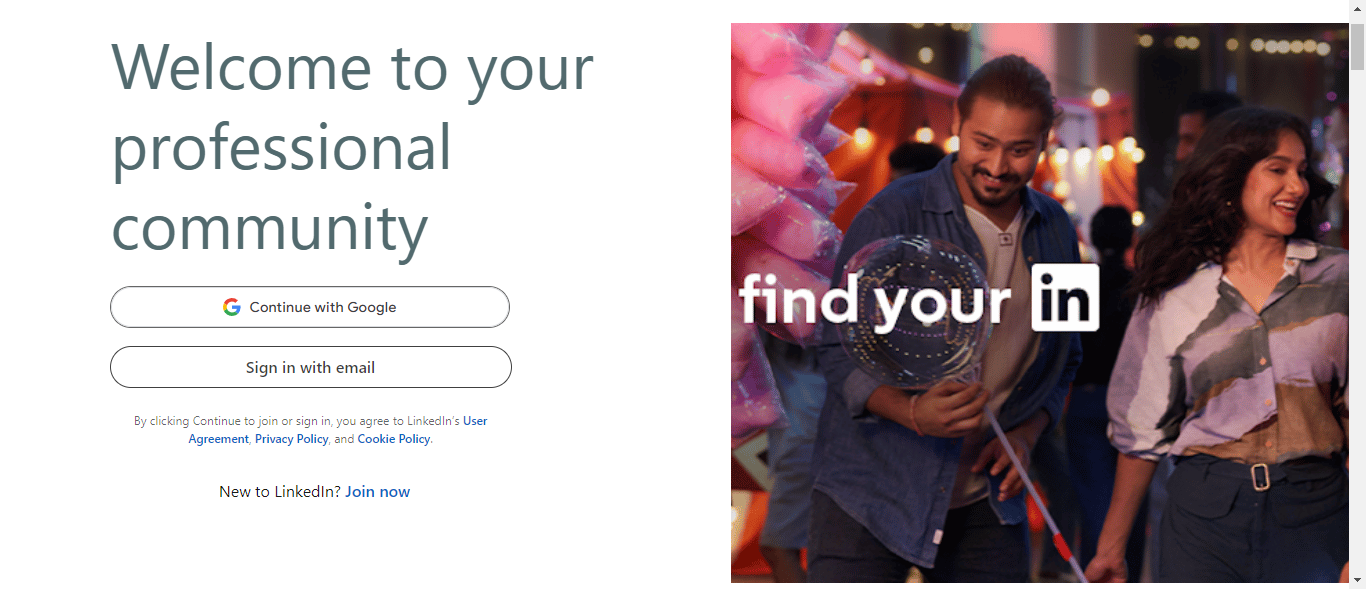 Welcome to your
professional
community
Continue with Google
Sign in with email
By clicking Continue to join or sign in, you agree to LinkedIn’s User
Agreement, Privacy Policy, and Cookie Policy.
New to LinkedIn? Join now
find your in